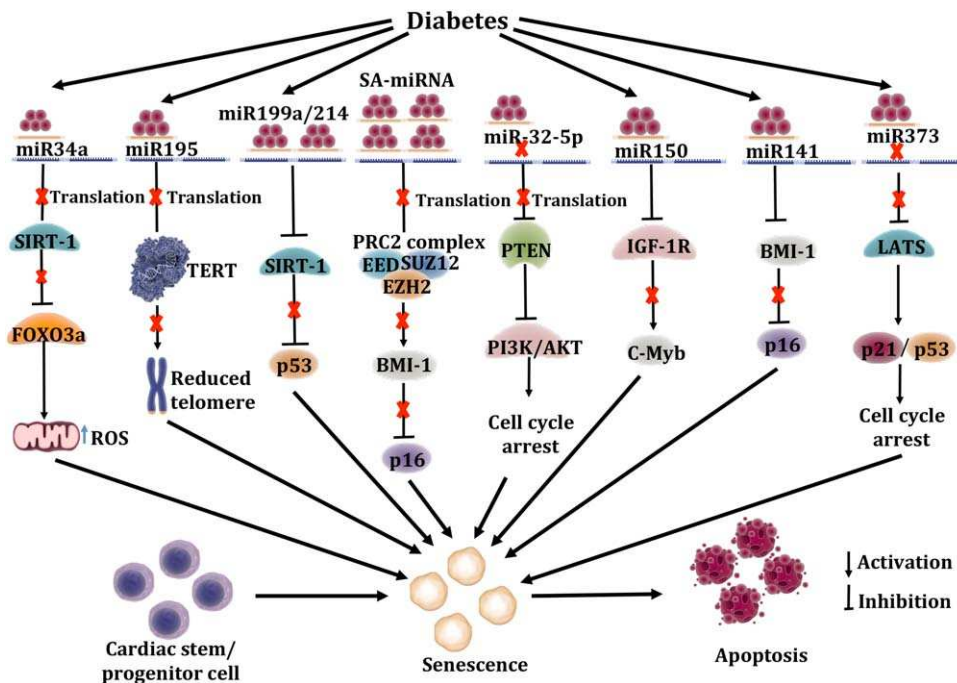 Diabetes
SA-miRNA
miR199a/214
miR34a
miR195
miR-32-5p
miR150
miR141
miR373
Translation
Translation
Translation
Translation
SIRT-1
TERT
SIRT-1
PRC2 complex
EED
SUZ12
EZH2
PTEN
IGF-1R
BMI-1
LATS
FOXO3a
p53
BMI-1
PI3K/AKT
C-Myb
p16
p21/p53
Reduced
telomere
ROS
p16
Cell cycle
arrest
Cell cycle
arrest
Activation
Inhibition
Cardiac stem/
progenitor cell
Senescence
Apoptosis